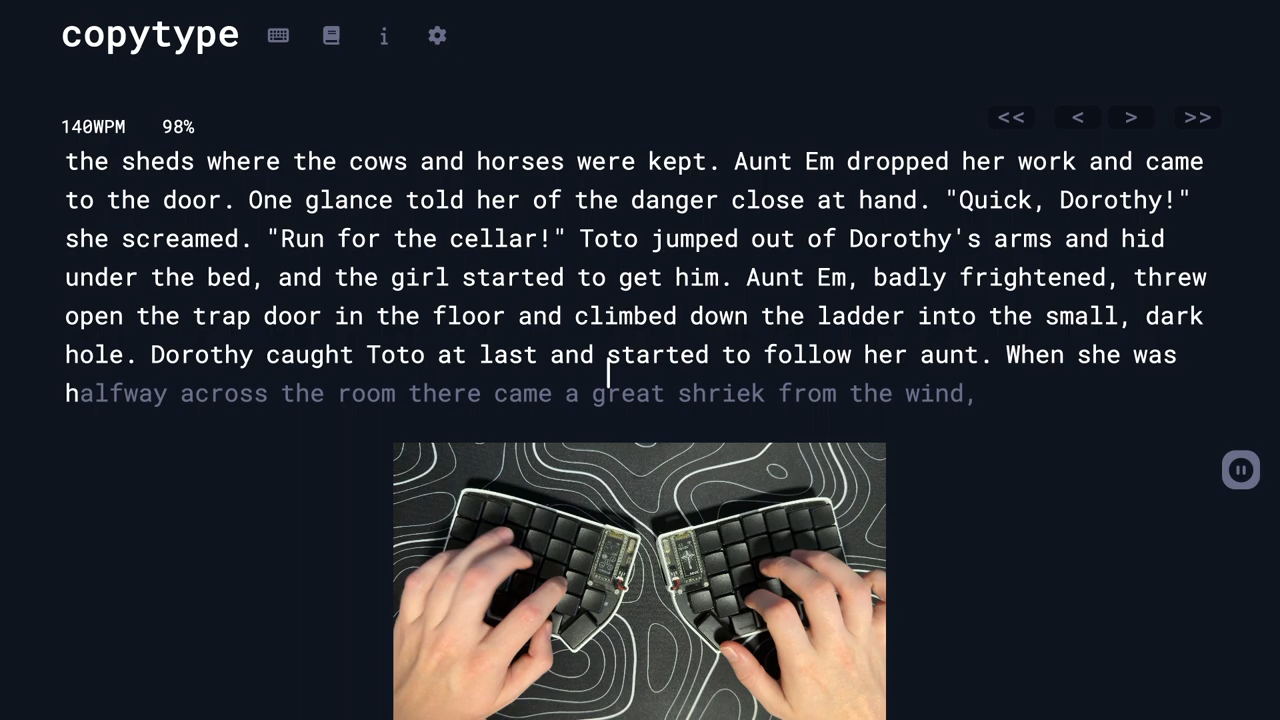 copytype
140WPM 98%
<< < > >>
the sheds where the cows and horses were kept. Aunt Em dropped her work and came
to the door. One glance told her of the danger close at hand. "Quick, Dorothy!"
she screamed. "Run for the cellar!" Toto jumped out of Dorothy's arms and hid
under the bed, and the girl started to get him. Aunt Em, badly frightened, threw
open the trap door in the floor and climbed down the ladder into the small, dark
hole. Dorothy caught Toto at last and started to follow her aunt. When she was
halfway across the room there came a great shriek from the wind,